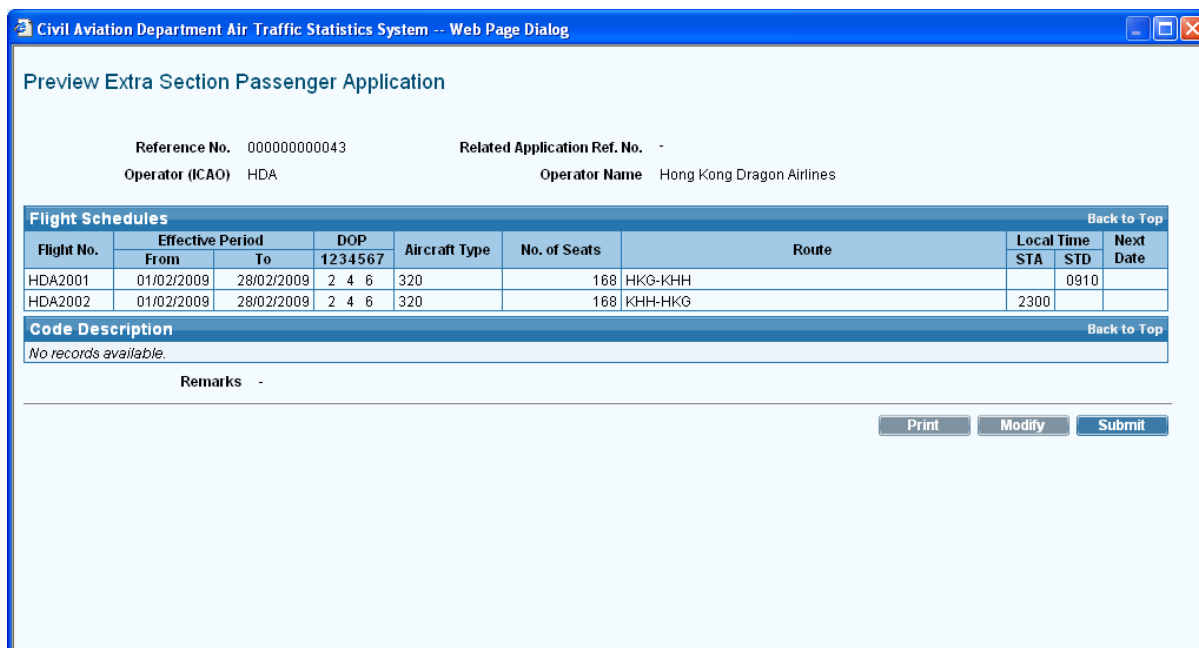 Civil Aviation Department Air Traffic Statistics System -- Web Page Dialog
Preview Extra Section Passenger Application
Reference No. 000000000043 Related Application Ref. No. -
Operator (ICAO) HDA Operator Name Hong Kong Dragon Airlines
Flight Schedules Back to Top
Flight No. Effective Period DOP Aircraft Type No. of Seats Route Local Time Next Date
From To 1234567 STA STD
HDA2001 01/02/2009 28/02/2009 2 4 6 320 168 HKG-KHH 0910
HDA2002 01/02/2009 28/02/2009 2 4 6 320 168 KHH-HKG 2300
Code Description Back to Top
No records available.
Remarks -
Print Modify Submit